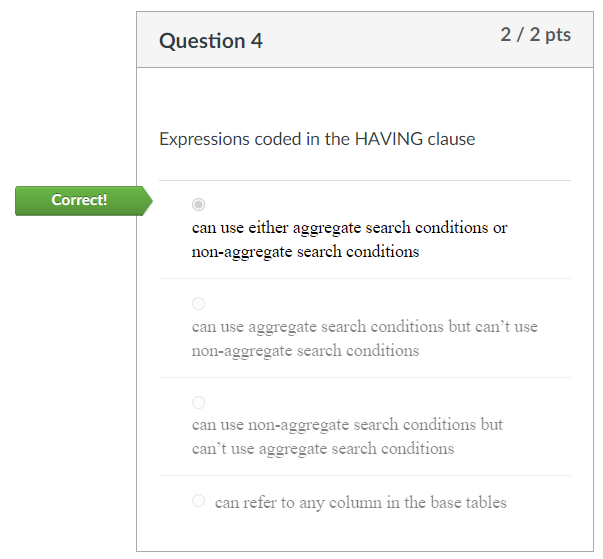 Question 4
2 / 2 pts
Expressions coded in the HAVING clause
Correct!
can use either aggregate search conditions or
non-aggregate search conditions
can use aggregate search conditions but can’t use
non-aggregate search conditions
can use non-aggregate search conditions but
can’t use aggregate search conditions
can refer to any column in the base tables